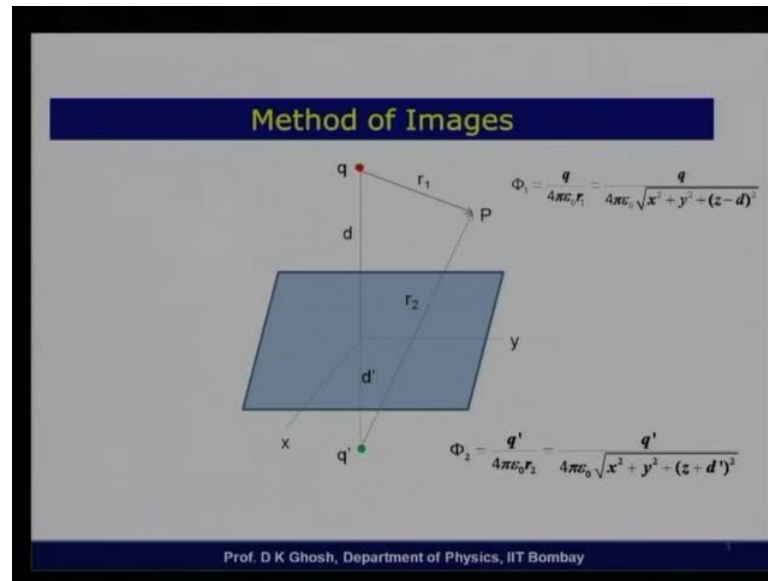 Method of Images
q
r₁
Φ₁ = q / 4πε₀r₁ = q / 4πε₀√x² + y² + (z − d)²
P
d
r₂
y
d'
x
q'
Φ₂ = q' / 4πε₀r₂ = q' / 4πε₀√x² + y² + (z + d')²
Prof. D K Ghosh, Department of Physics, IIT Bombay
3